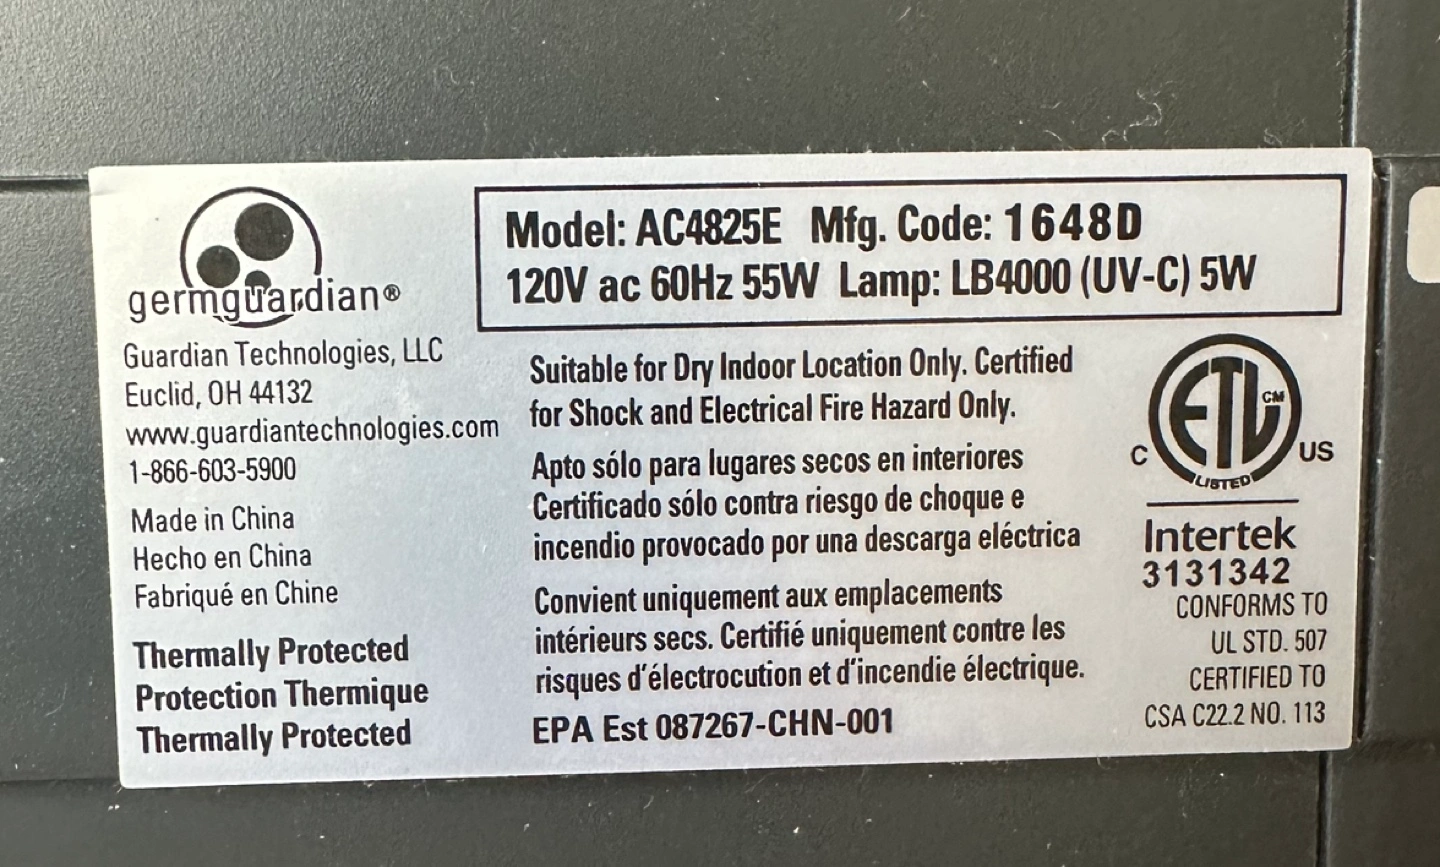 germguardian®
Guardian Technologies, LLC
Euclid, OH 44132
www.guardiantechnologies.com
1-866-603-5900
Made in China
Hecho en China
Fabriqué en Chine
Thermally Protected
Protection Thermique
Thermally Protected
Model: AC4825E Mfg. Code: 1648D
120V ac 60Hz 55W Lamp: LB4000 (UV-C) 5W
Suitable for Dry Indoor Location Only. Certified
for Shock and Electrical Fire Hazard Only.
Apto sólo para lugares secos en interiores
Certificado sólo contra riesgo de choque e
incendio provocado por una descarga eléctrica
Convient uniquement aux emplacements
intérieurs secs. Certifié uniquement contre les
risques d'électrocution et d'incendie électrique.
EPA Est 087267-CHN-001
ETL CM
C US
LISTED
Intertek
3131342
CONFORMS TO
UL STD. 507
CERTIFIED TO
CSA C22.2 NO. 113